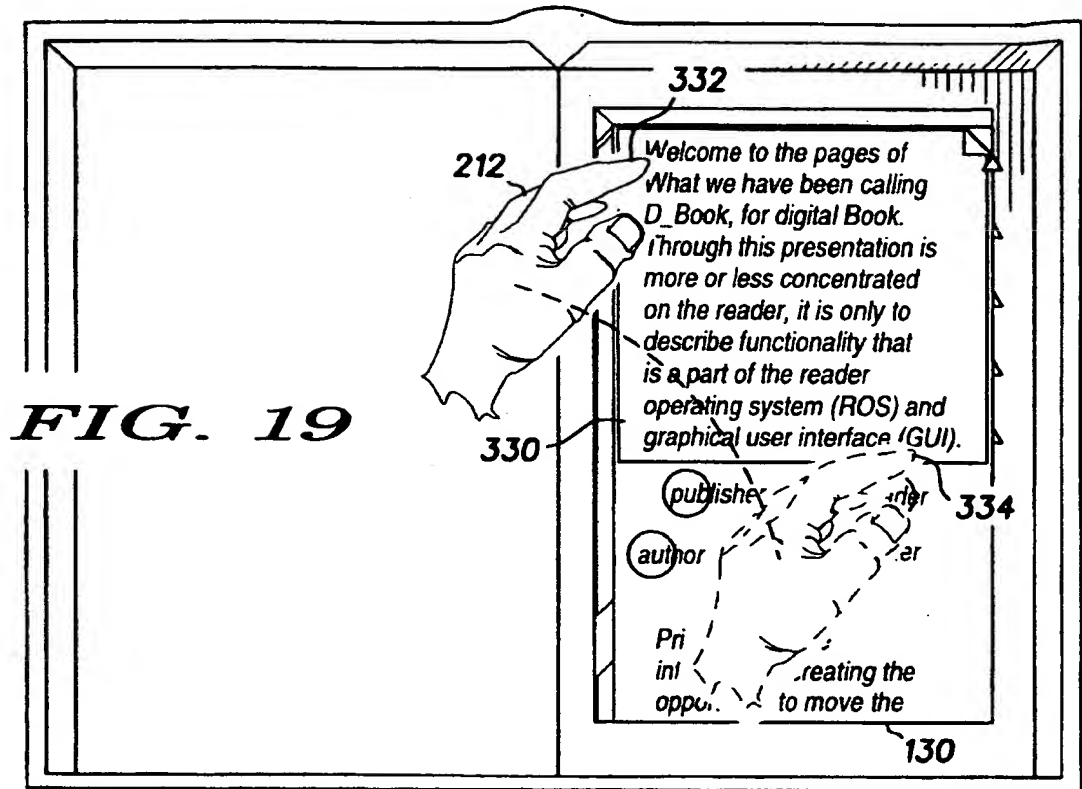 332
212
Welcome to the pages of
What we have been calling
D_Book, for digital Book.
Through this presentation is
more or less concentrated
on the reader, it is only to
describe functionality that
is a part of the reader
operating system (ROS) and
graphical user interface (GUI).
FIG. 19
330
publisher
334
author
Pri
reating the
to move the
130